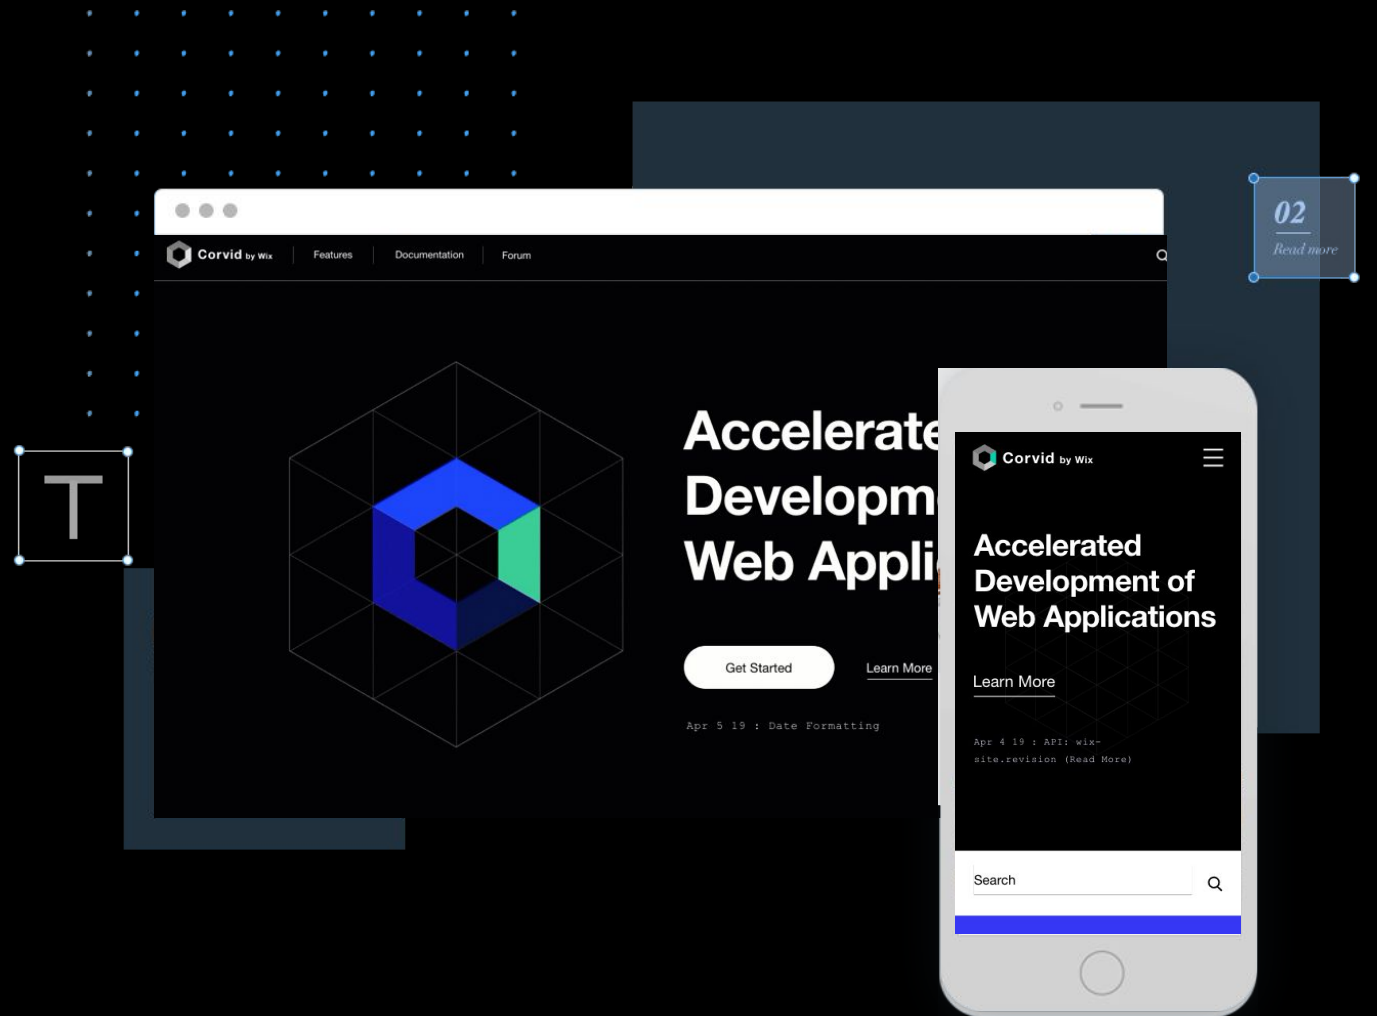 02
Read more
Corvid by Wix
Features
Documentation
Forum
Accelerate
Developm
Web Appli
Get Started
Learn More
Apr 5 19 : Date Formatting
T
Corvid by Wix
Accelerated
Development of
Web Applications
Learn More
Apr 4 19 : API: wix-
site.revision (Read More)
Search